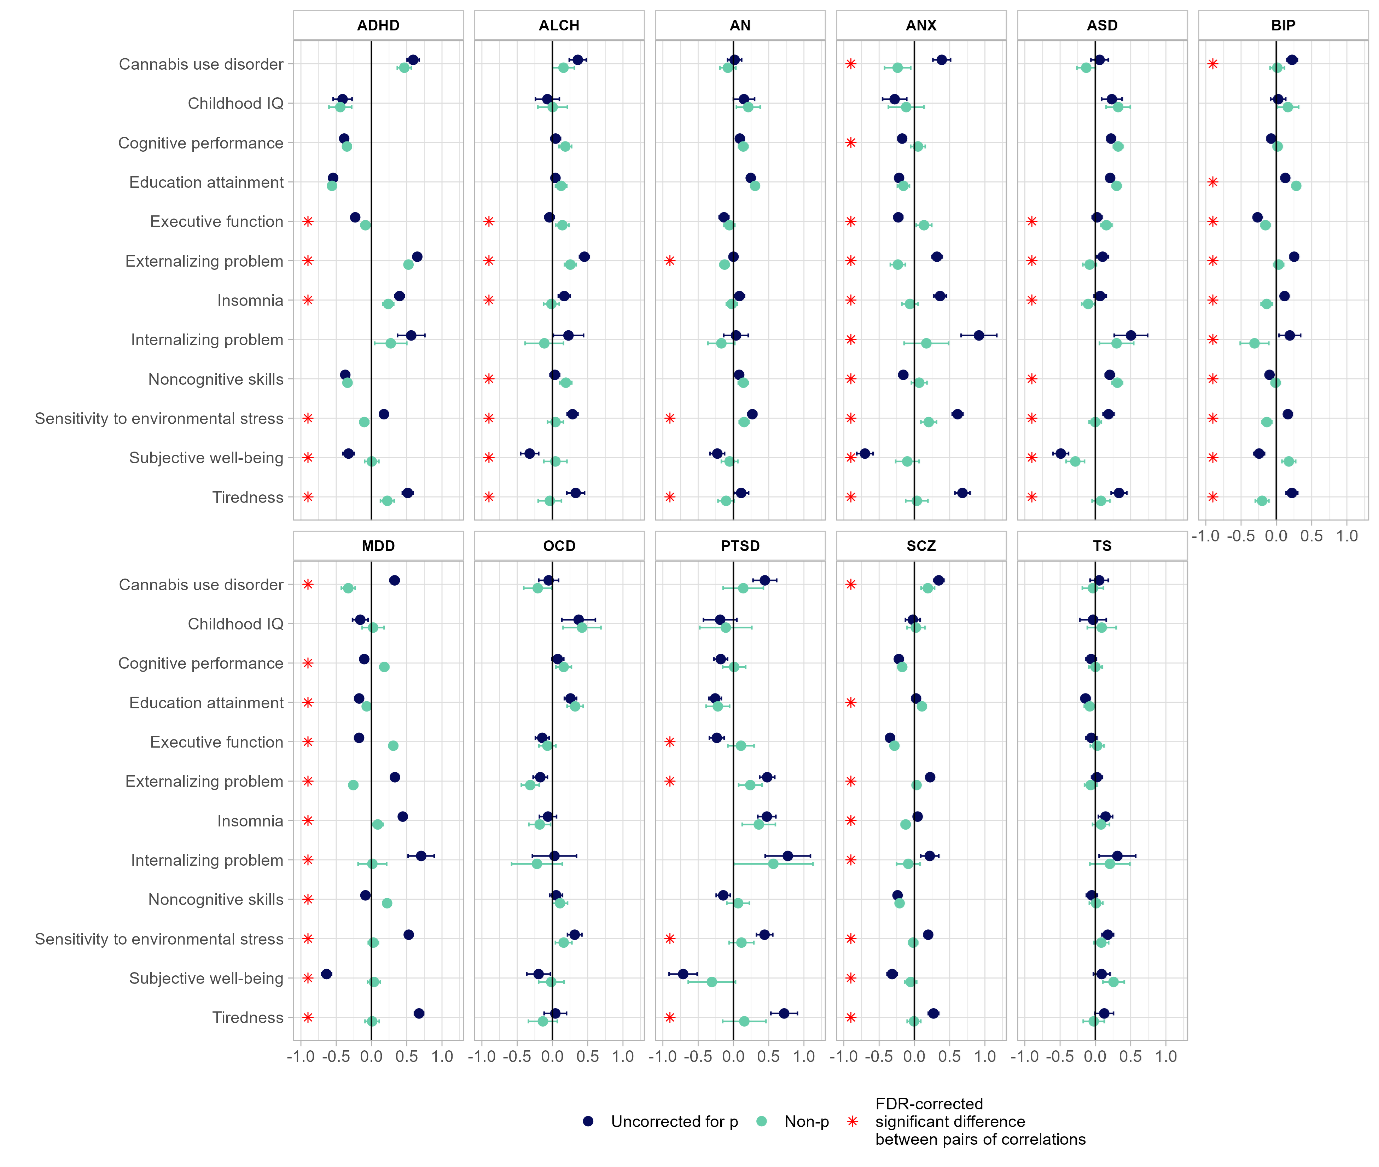 ADHD ALCH AN ANX ASD BIP
Cannabis use disorder
Childhood IQ
Cognitive performance
Education attainment
Executive function
Externalizing problem
Insomnia
Internalizing problem
Noncognitive skills
Sensitivity to environmental stress
Subjective well-being
Tiredness
-1.0 -0.5 0.0 0.5 1.0
MDD OCD PTSD SCZ TS
Cannabis use disorder
Childhood IQ
Cognitive performance
Education attainment
Executive function
Externalizing problem
Insomnia
Internalizing problem
Noncognitive skills
Sensitivity to environmental stress
Subjective well-being
Tiredness
-1.0 -0.5 0.0 0.5 1.0 -1.0 -0.5 0.0 0.5 1.0 -1.0 -0.5 0.0 0.5 1.0 -1.0 -0.5 0.0 0.5 1.0 -1.0 -0.5 0.0 0.5 1.0
Uncorrected for p Non-p
FDR-corrected
significant difference
between pairs of correlations